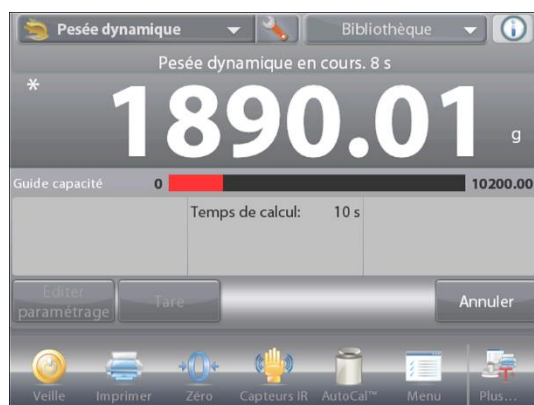 Pesée dynamique
Bibliothèque
Pesée dynamique en cours. 8 s
* 1890.01 g
Guide capacité 0 10200.00
Temps de calcul: 10 s
Editer paramétrage
Tare
Annuler
Veille Imprimer Zéro Capteurs IR AutoCal™ Menu Plus...